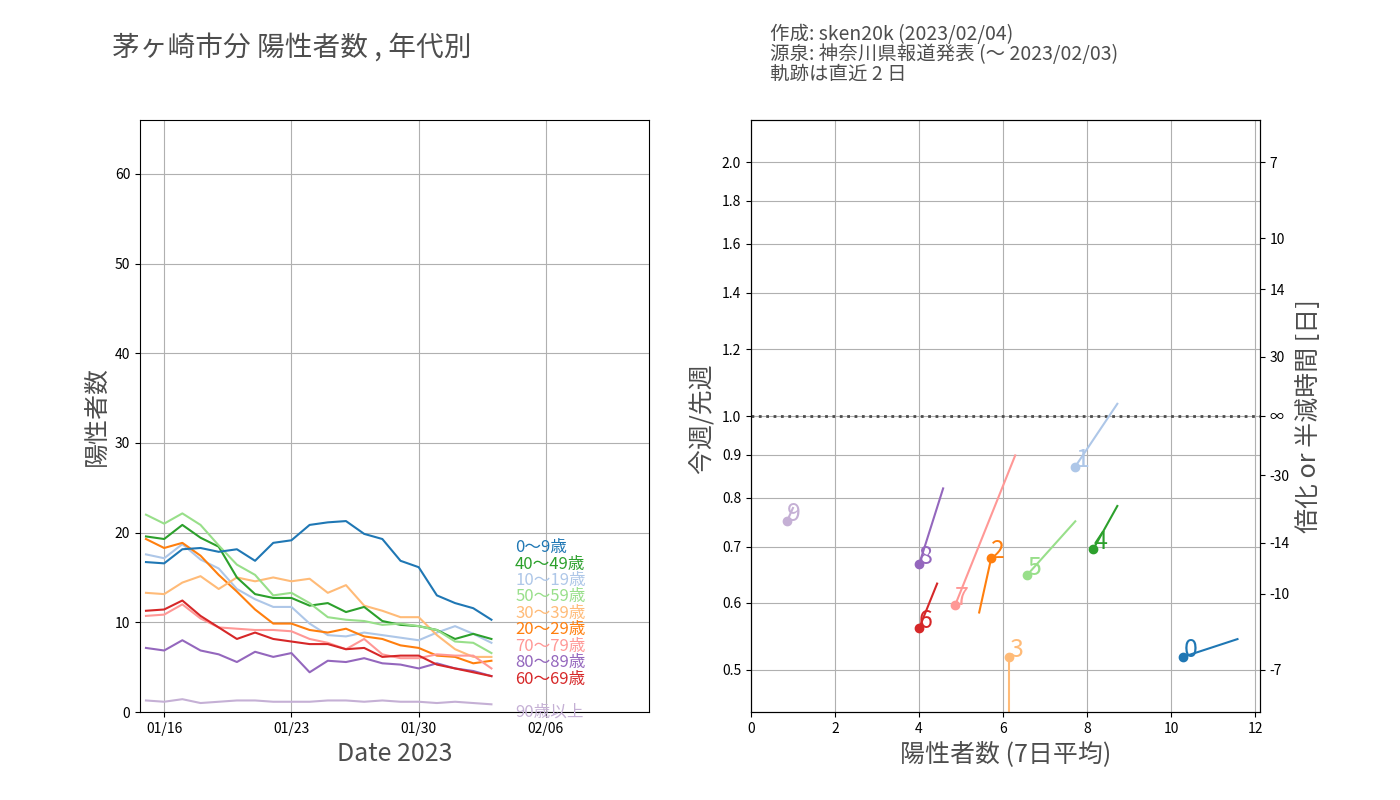 茅ヶ崎市分 陽性者数 , 年代別
作成: sken20k (2023/02/04)
源泉: 神奈川県報道発表 (～ 2023/02/03)
軌跡は直近 2 日
陽性者数
60
50
40
30
20
10
0
01/16
01/23
01/30
02/06
Date 2023
0～9歳
40～49歳
10～19歳
50～59歳
30～39歳
20～29歳
70～79歳
80～89歳
60～69歳
90歳以上
今週/先週
2.0
1.8
1.6
1.4
1.2
1.0
0.9
0.8
0.7
0.6
0.5
0
2
4
6
8
10
12
陽性者数 (7日平均)
7
10
14
30
∞
-30
-14
-10
-7
倍化 or 半減時間 [日]
1
9
4
2
8
5
7
6
3
0